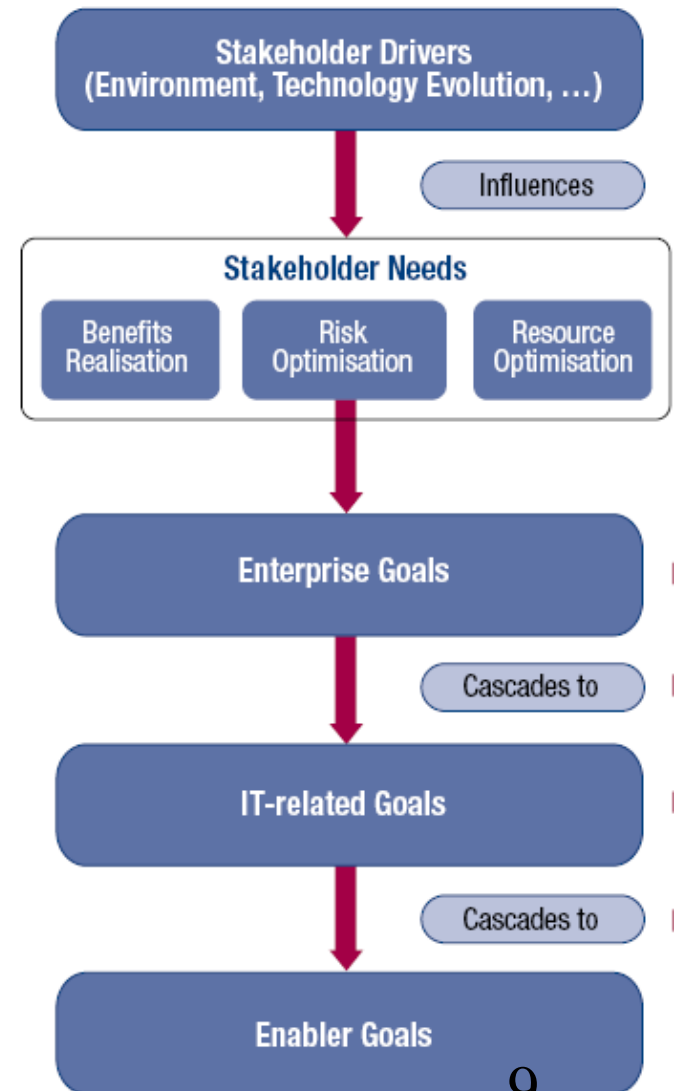 Stakeholder Drivers
(Environment, Technology Evolution, …)
Influences
Stakeholder Needs
Benefits
Realisation
Risk
Optimisation
Resource
Optimisation
Enterprise Goals
Cascades to
IT-related Goals
Cascades to
Enabler Goals
9